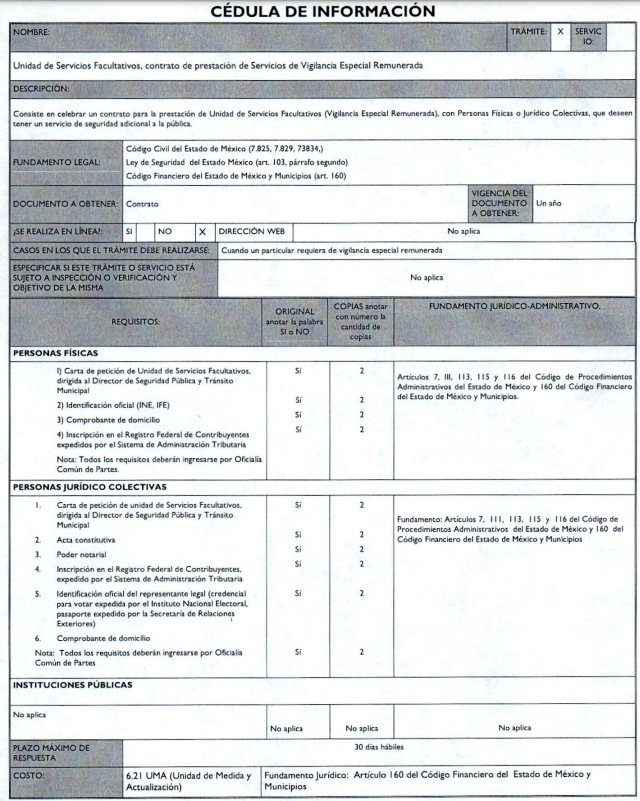 CÉDULA DE INFORMACIÓN
NOMBRE: TRÁMITE: X SERVIC
IO:
Unidad de Servicios Facultativos, contrato de prestación de Servicios de Vigilancia Especial Remunerada
DESCRIPCIÓN:
Consiste en celebrar un contrato para la prestación de Unidad de Servicios Facultativos (Vigilancia Especial Remunerada), con Personas Físicas o Jurídico Colectivas, que deseen
tener un servicio de seguridad adicional a la pública.
FUNDAMENTO LEGAL:
Código Civil del Estado de México (7.825, 7.829, 73834,)
Ley de Seguridad del Estado México (art. 103, párrafo segundo)
Código Financiero del Estado de México y Municipios (art. 160)
DOCUMENTO A OBTENER: Contrato
VIGENCIA DEL
DOCUMENTO
A OBTENER:
Un año
¿SE REALIZA EN LÍNEA?: SI NO X DIRECCIÓN WEB No aplica
CASOS EN LOS QUE EL TRÁMITE DEBE REALIZARSE: Cuando un particular requiera de vigilancia especial remunerada
ESPECIFICAR SI ESTE TRÁMITE O SERVICIO ESTÁ
SUJETO A INSPECCIÓN O VERIFICACIÓN Y
OBJETIVO DE LA MISMA
No aplica
REQUISITOS:
ORIGINAL
anotar la palabra
SI o NO
COPIAS anotar
con número la
cantidad de
copias
FUNDAMENTO JURÍDICO-ADMINISTRATIVO.
PERSONAS FÍSICAS
1) Carta de petición de Unidad de Servicios Facultativos, Sí 2
dirigida al Director de Seguridad Pública y Tránsito
Municipal
2) Identificación oficial (INE, IFE) Sí 2
3) Comprobante de domicilio Sí 2
4) Inscripción en el Registro Federal de Contribuyentes Sí 2
expedidos por el Sistema de Administración Tributaria
Nota: Todos los requisitos deberán ingresarse por Oficialía
Común de Partes.
Artículos 7, III, 113, 115 y 116 del Código de Procedimientos
Administrativos del Estado de México y 160 del Código Financiero
del Estado de México y Municipios.
PERSONAS JURÍDICO COLECTIVAS
1. Carta de petición de unidad de Servicios Facultativos, Sí 2
dirigida al Director de Seguridad Pública y Tránsito
Municipal
2. Acta constitutiva Sí 2
3. Poder notarial Sí 2
4. Inscripción en el Registro Federal de Contribuyentes, Sí 2
expedido por el Sistema de Administración Tributaria
5. Identificación oficial del representante legal (credencial Sí 2
para votar expedida por el Instituto Nacional Electoral,
pasaporte expedido por la Secretaría de Relaciones
Exteriores)
6. Comprobante de domicilio
Nota: Todos los requisitos deberán ingresarse por Oficialía Sí 2
Común de Partes
Fundamento: Artículos 7, 111, 113, 115 y 116 del Código de
Procedimientos Administrativos del Estado de México y 160 del
Código Financiero del Estado de México y Municipios
INSTITUCIONES PÚBLICAS
No aplica
No aplica No aplica No aplica
PLAZO MÁXIMO DE
RESPUESTA
30 días hábiles
COSTO:
6.21 UMA (Unidad de Medida y
Actualización)
Fundamento Jurídico: Artículo 160 del Código Financiero del Estado de México y
Municipios